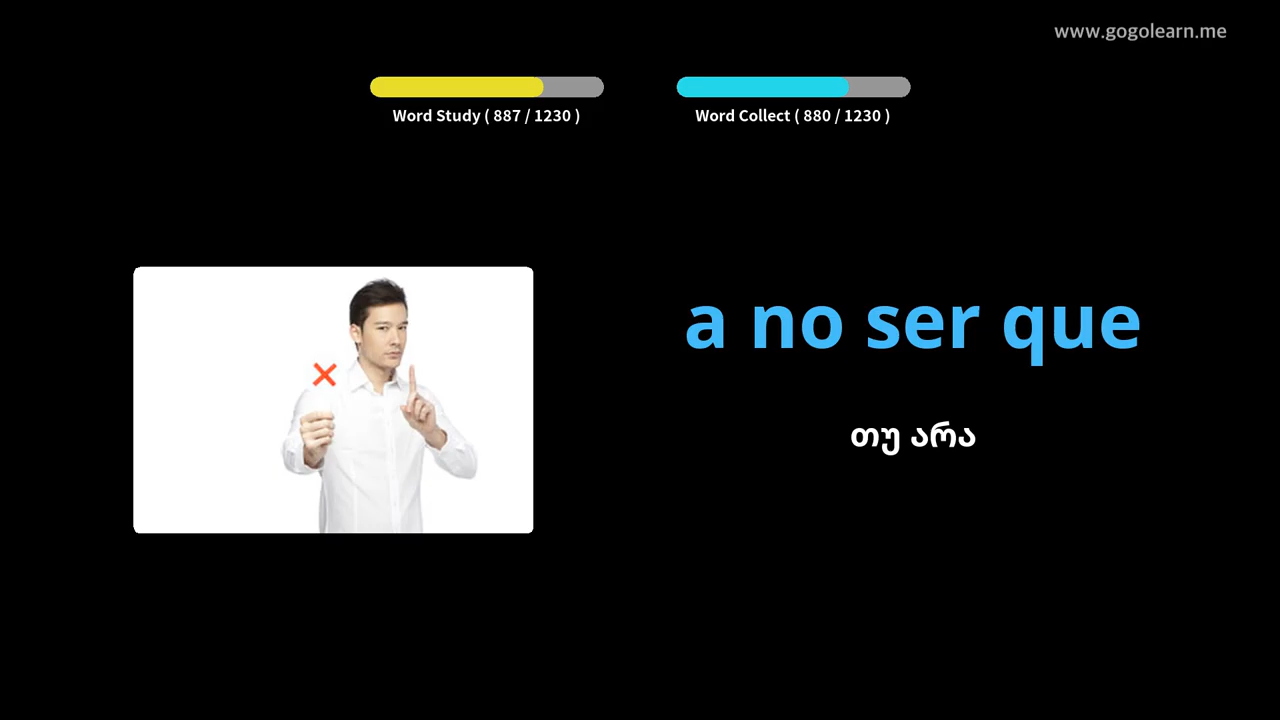 www.gogolearn.me
Word Study ( 887 / 1230 )
Word Collect ( 880 / 1230 )
a no ser que
თუ არა